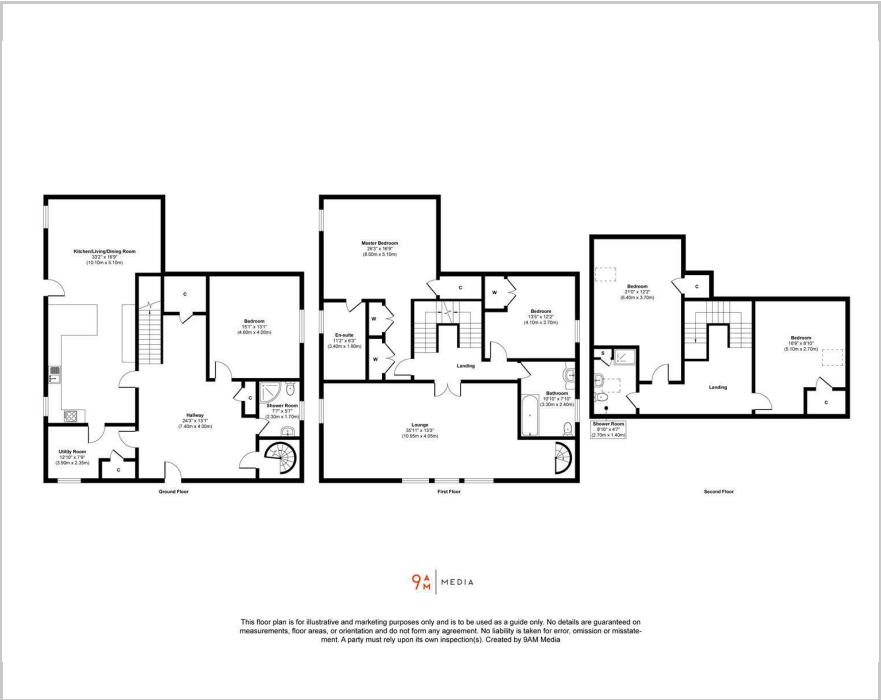 Kitchen/Living/Dining Room
33'2" x 16'9"
(10.10m x 5.10m)
C
Bedroom
15'1" x 13'1"
(4.60m x 4.00m)
Hallway
24'3" x 13'1"
(7.40m x 4.00m)
C
Shower Room
7'7" x 5'7"
(2.30m x 1.70m)
Utility Room
12'10" x 7'9"
(3.90m x 2.35m)
C
Ground Floor
Master Bedroom
26'3" x 16'9"
(8.00m x 5.10m)
C
W
Bedroom
13'5" x 12'2"
(4.10m x 3.70m)
En-suite
11'2" x 6'3"
(3.40m x 1.90m)
W
W
Landing
Bathroom
10'10" x 7'10"
(3.30m x 2.40m)
Lounge
35'11" x 13'3"
(10.95m x 4.05m)
First Floor
Bedroom
21'0" x 12'2"
(6.40m x 3.70m)
C
Bedroom
16'9" x 8'10"
(5.10m x 2.70m)
S
Landing
C
Shower Room
8'10" x 4'7"
(2.70m x 1.40m)
Second Floor
9AM MEDIA
This floor plan is for illustrative and marketing purposes only and is to be used as a guide only. No details are guaranteed on
measurements, floor areas, or orientation and do not form any agreement. No liability is taken for error, omission or misstate-
ment. A party must rely upon its own inspection(s). Created by 9AM Media